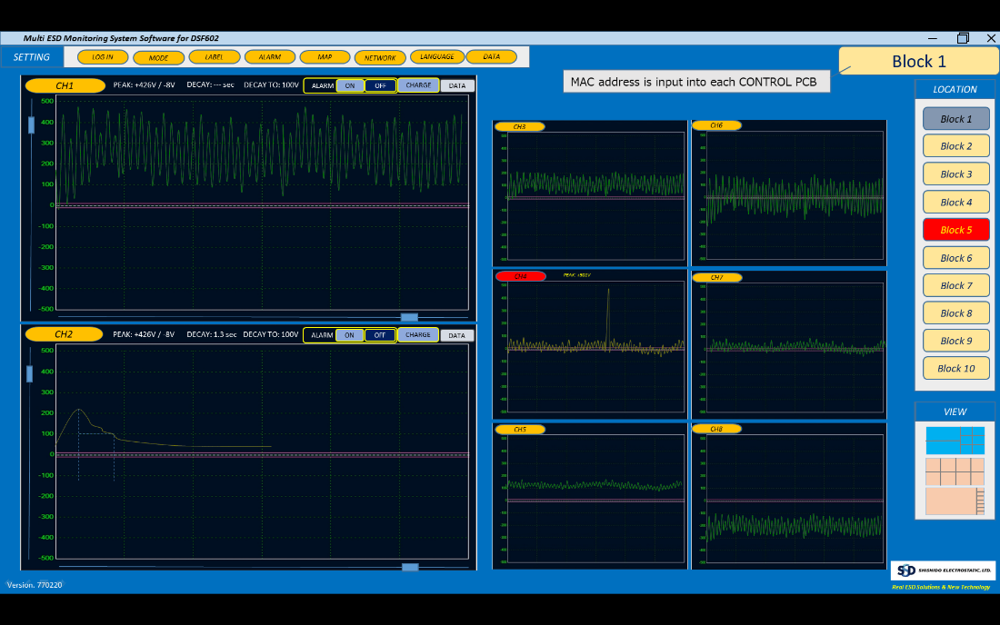 Multi ESD Monitoring System Software for DSF602
SETTING
LOG IN
MODE
LABEL
ALARM
MAP
NETWORK
LANGUAGE
DATA
Block 1
MAC address is input into each CONTROL PCB
CH1
PEAK: +426V / -8V
DECAY: --- sec
DECAY TO: 100V
ALARM
ON
OFF
CHARGE
DATA
500
400
300
200
100
0
-100
-200
-300
-400
-500
CH2
PEAK: +426V / -8V
DECAY: 1.3 sec
DECAY TO: 100V
ALARM
ON
OFF
CHARGE
DATA
500
400
300
200
100
0
-100
-200
-300
-400
-500
CH3
CH6
CH4
CH7
CH5
CH8
LOCATION
Block 1
Block 2
Block 3
Block 4
Block 5
Block 6
Block 7
Block 8
Block 9
Block 10
VIEW
SSD SHISHIDO ELECTROSTATIC, LTD.
Real ESD Solutions & New Technology
Version. 770220